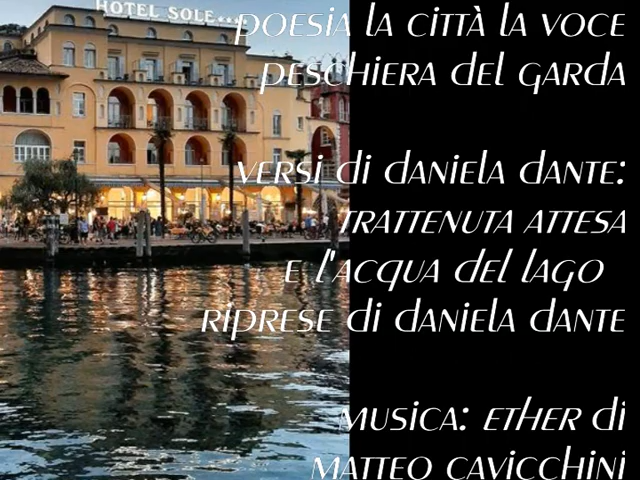 HOTEL SOLE****
POESIA LA CITTÀ LA VOCE
PESCHIERA DEL GARDA
VERSI DI DANIELA DANTE:
TRATTENUTA ATTESA
E L'ACQUA DEL LAGO
RIPRESE DI DANIELA DANTE
MUSICA: ETHER DI
MATTEO CAVICCHINI